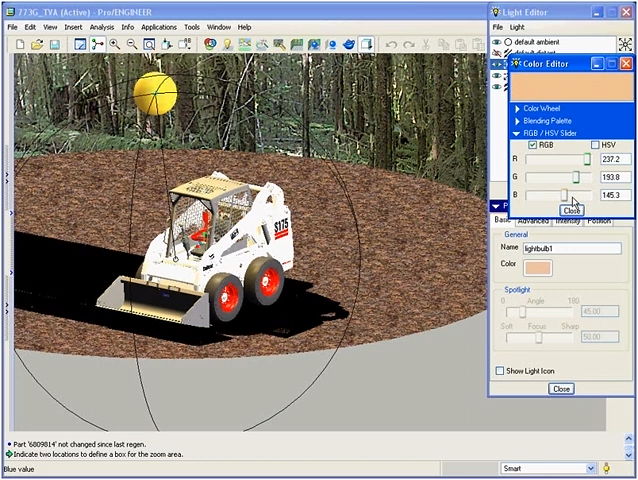 773G_TVA (Active) - Pro/ENGINEER
File Edit View Insert Analysis Info Applications Tools Window Help
Light Editor
File Light
default ambient
default distant
Color Editor
Color Wheel
Blending Palette
RGB / HSV Slider
RGB HSV
R 237.2
G 193.8
B 145.3
Close
Basic Advanced Intensity Position
General
Name lightbulb1
Color
Spotlight
0 Angle 180
45.00
Soft Focus Sharp
50.00
Show Light Icon
Close
S175
Bobcat
Part '6809814' not changed since last regen.
Indicate two locations to define a box for the zoom area.
Blue value
Smart